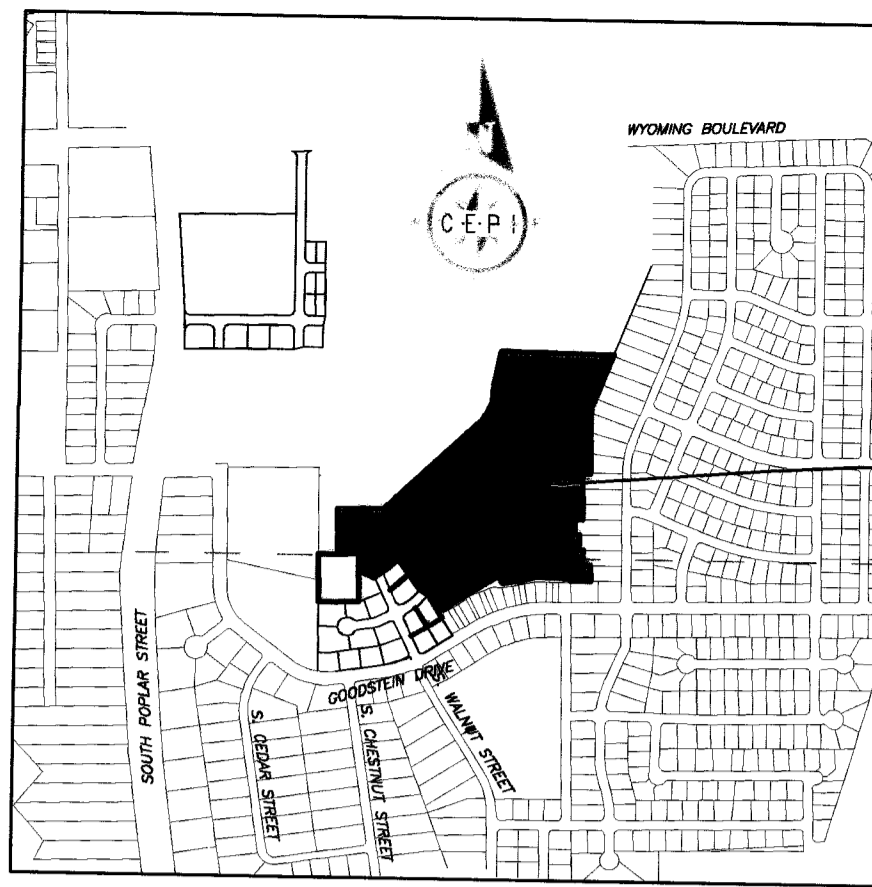 WYOMING BOULEVARD
C·E·P·I
SOUTH POPLAR STREET
GOODSTEIN DRIVE
S. WALNUT STREET
S. CEDAR STREET
S. CHESTNUT STREET